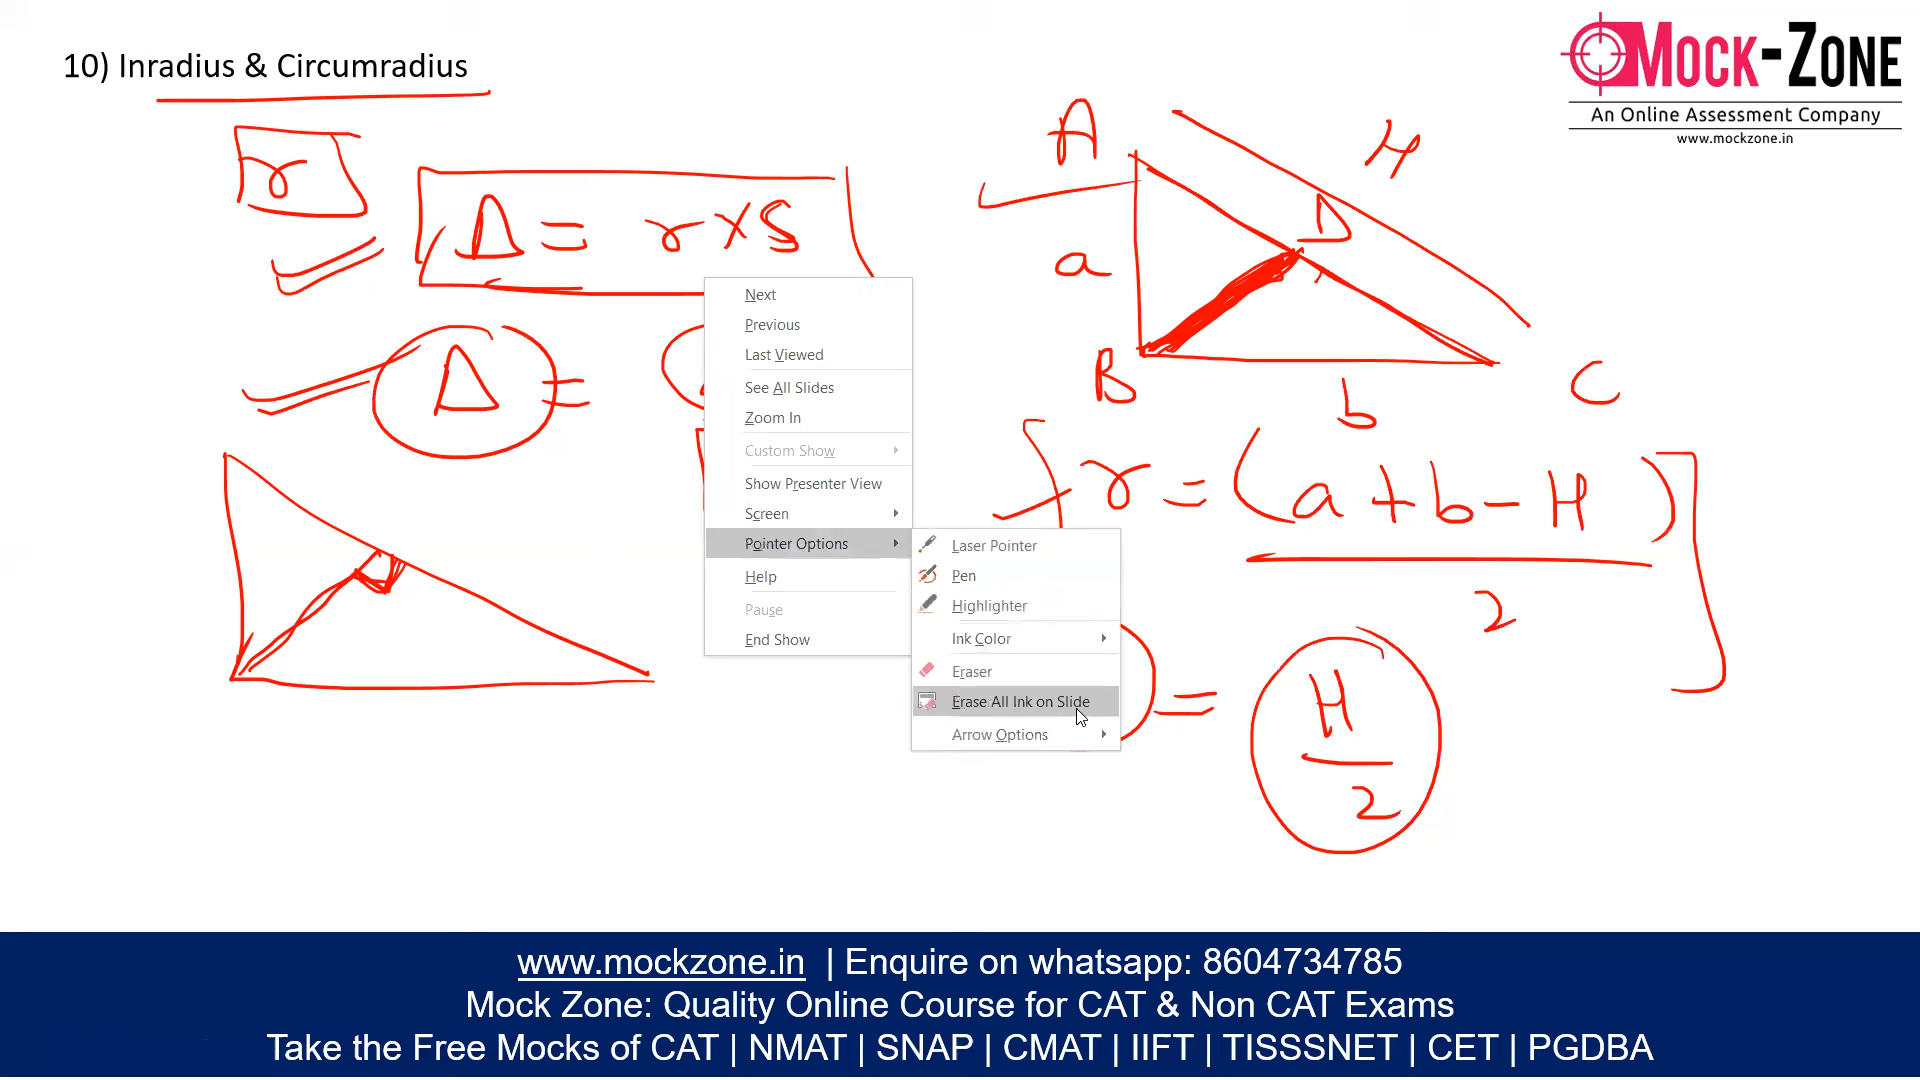 10) Inradius & Circumradius
MOCK-ZONE
An Online Assessment Company
www.mockzone.in
r
Δ = r × S
Δ =
A
H
D
a
B
b
C
r = (a + b - H)
2
= H
2
Next
Previous
Last Viewed
See All Slides
Zoom In
Custom Show
Show Presenter View
Screen
Pointer Options
Help
Pause
End Show
Laser Pointer
Pen
Highlighter
Ink Color
Eraser
Erase All Ink on Slide
Arrow Options
www.mockzone.in | Enquire on whatsapp: 8604734785
Mock Zone: Quality Online Course for CAT & Non CAT Exams
Take the Free Mocks of CAT | NMAT | SNAP | CMAT | IIFT | TISSSNET | CET | PGDBA